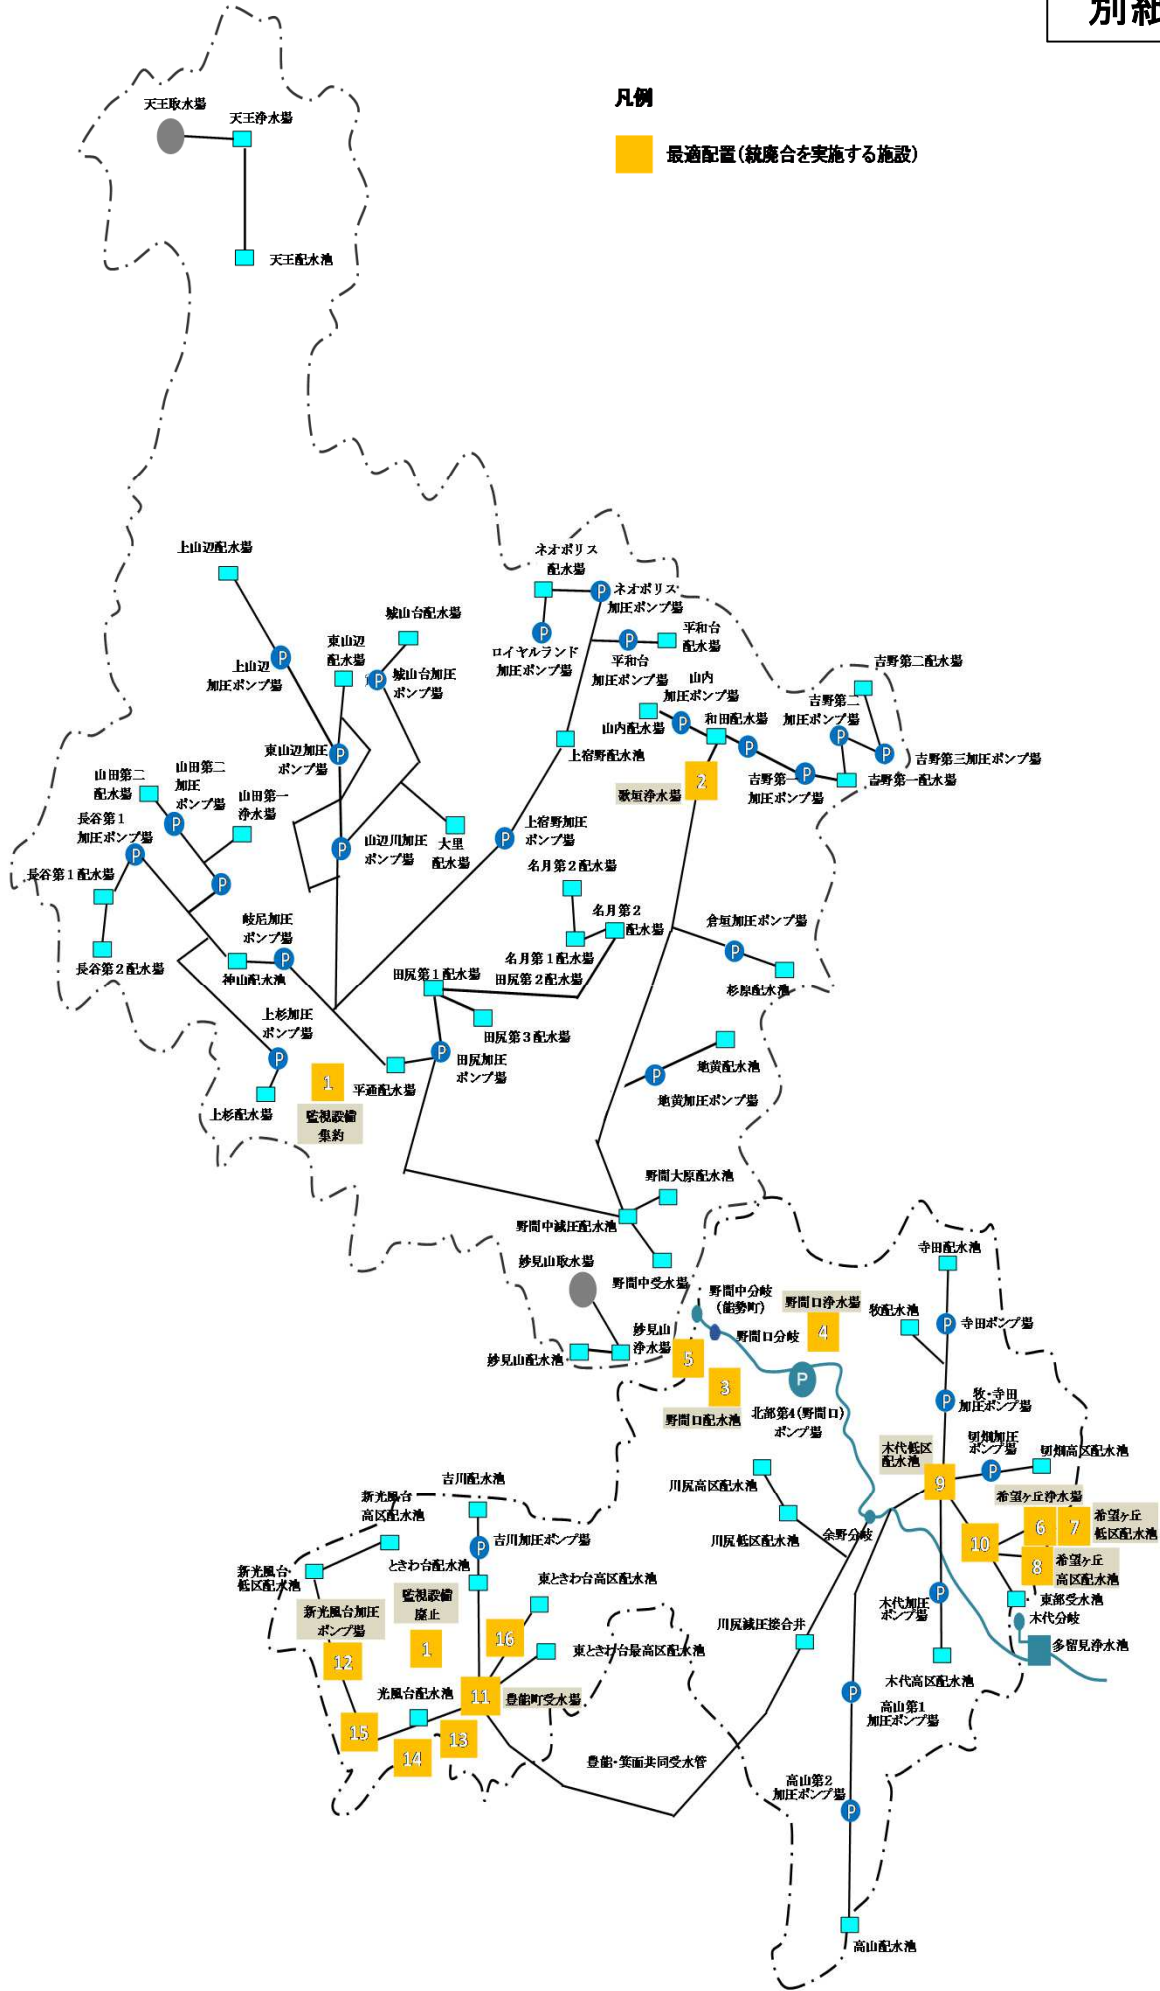 別紙
凡例
最適配置(統廃合を実施する施設)
天王取水場
天王浄水場
天王配水池
上山辺配水場
上山辺
加圧ポンプ場
東山辺
配水場
城山台配水場
城山台加圧
ポンプ場
東山辺加圧
ポンプ場
ネオポリス
配水場
ネオポリス
加圧ポンプ場
ロイヤルランド
加圧ポンプ場
平和台
加圧ポンプ場
平和台
配水場
山内
加圧ポンプ場
山内配水場
和田配水場
吉野第二配水場
吉野第二
加圧ポンプ場
吉野第三加圧ポンプ場
吉野第一
加圧ポンプ場
吉野第一配水場
上宿野配水池
2
歌垣浄水場
山田第二
配水場
山田第二
加圧
ポンプ場
山田第一
浄水場
長谷第1
加圧ポンプ場
長谷第1配水場
長谷第2配水場
山辺川加圧
ポンプ場
大里
配水場
上宿野加圧
ポンプ場
名月第2配水場
名月第2
配水場
名月第1配水場
岐尼加圧
ポンプ場
神山配水池
田尻第1配水場
田尻第2配水場
田尻第3配水場
田尻加圧
ポンプ場
倉垣加圧ポンプ場
杉原配水池
上杉加圧
ポンプ場
上杉配水場
1
監視設備
集約
平通配水場
地黄配水池
地黄加圧ポンプ場
野間大原配水池
野間中減圧配水池
野間中受水場
妙見山取水場
妙見山
浄水場
妙見山配水池
野間中分岐
(能勢町)
野間口分岐
野間口浄水場
4
5
3
野間口配水池
北部第4(野間口)
ポンプ場
寺田配水池
寺田ポンプ場
牧配水池
牧・寺田
加圧ポンプ場
切畑加圧
ポンプ場
切畑高区配水池
木代低区
配水池
9
希望ヶ丘浄水場
6
7
希望ヶ丘
低区配水池
10
8
希望ヶ丘
高区配水池
東部受水池
木代分岐
多留見浄水池
木代加圧
ポンプ場
木代高区配水池
川尻高区配水池
川尻低区配水池
余野分岐
川尻減圧接合井
吉川配水池
新光風台
高区配水池
吉川加圧ポンプ場
ときわ台配水池
新光風台
低区配水池
監視設備
廃止
1
新光風台加圧
ポンプ場
12
東ときわ台高区配水池
16
東ときわ台最高区配水池
光風台配水池
11
豊能町受水場
15
14
13
豊能・箕面共同受水管
高山第1
加圧ポンプ場
高山第2
加圧ポンプ場
高山配水池